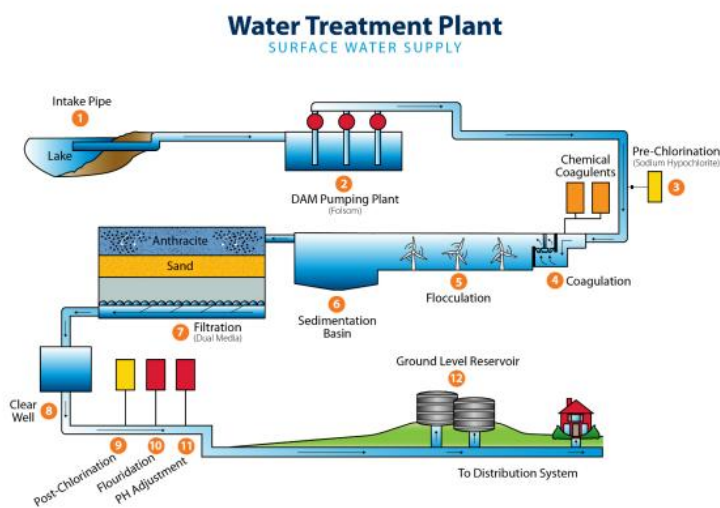 Water Treatment Plant
SURFACE WATER SUPPLY
Intake Pipe
1
Lake
2
DAM Pumping Plant
(Folsom)
Pre-Chlorination
(Sodium Hypochlorite)
3
Chemical
Coagulents
4 Coagulation
5
Flocculation
6
Sedimentation
Basin
Anthracite
Sand
7 Filtration
(Dual Media)
Clear
Well
8
9
Post-Chlorination
10
Flouridation
11
PH Adjustment
Ground Level Reservoir
12
To Distribution System